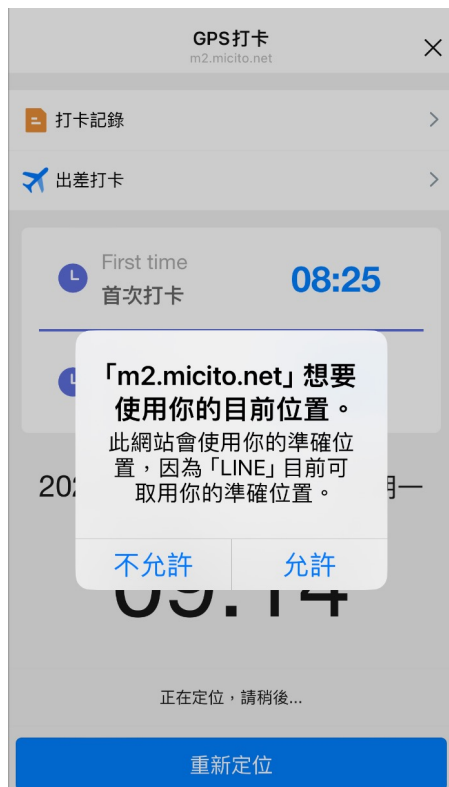 GPS打卡
m2.micito.net
打卡記錄
出差打卡
First time
首次打卡
08:25
「m2.micito.net」想要
使用你的目前位置。
此網站會使用你的準確位
置，因為「LINE」目前可
取用你的準確位置。
202
一
不允許
允許
09:14
正在定位，請稍後...
重新定位